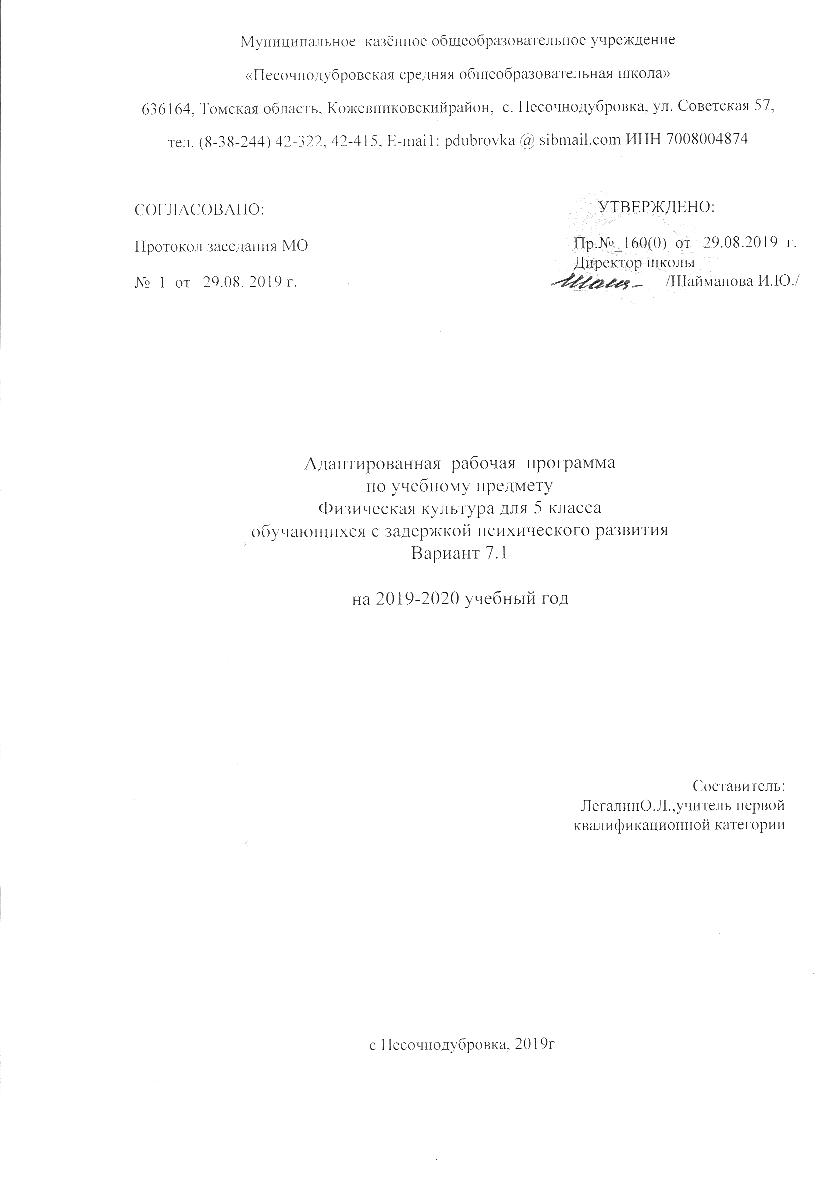 Муниципальное казённое общеобразовательное учреждение
«Песочнодубровская средняя общеобразовательная школа»
636164, Томская область, Кожевниковскийрайон, с. Песочнодубровка, ул. Советская 57,
тел. (8-38-244) 42-322, 42-415, E-mail: pdubrovka @ sibmail.com ИНН 7008004874
СОГЛАСОВАНО:
Протокол заседания МО
№ 1 от 29.08. 2019 г.
УТВЕРЖДЕНО:
Пр.№_160(0) от 29.08.2019 г.
Директор школы
/Шайманова И.Ю./
Адаптированная рабочая программа
по учебному предмету
Физическая культура для 5 класса
обучающихся с задержкой психического развития
Вариант 7.1
на 2019-2020 учебный год
Составитель:
ЛегалинО.Л.,учитель первой
квалификационной категории
с Песочнодубровка, 2019г